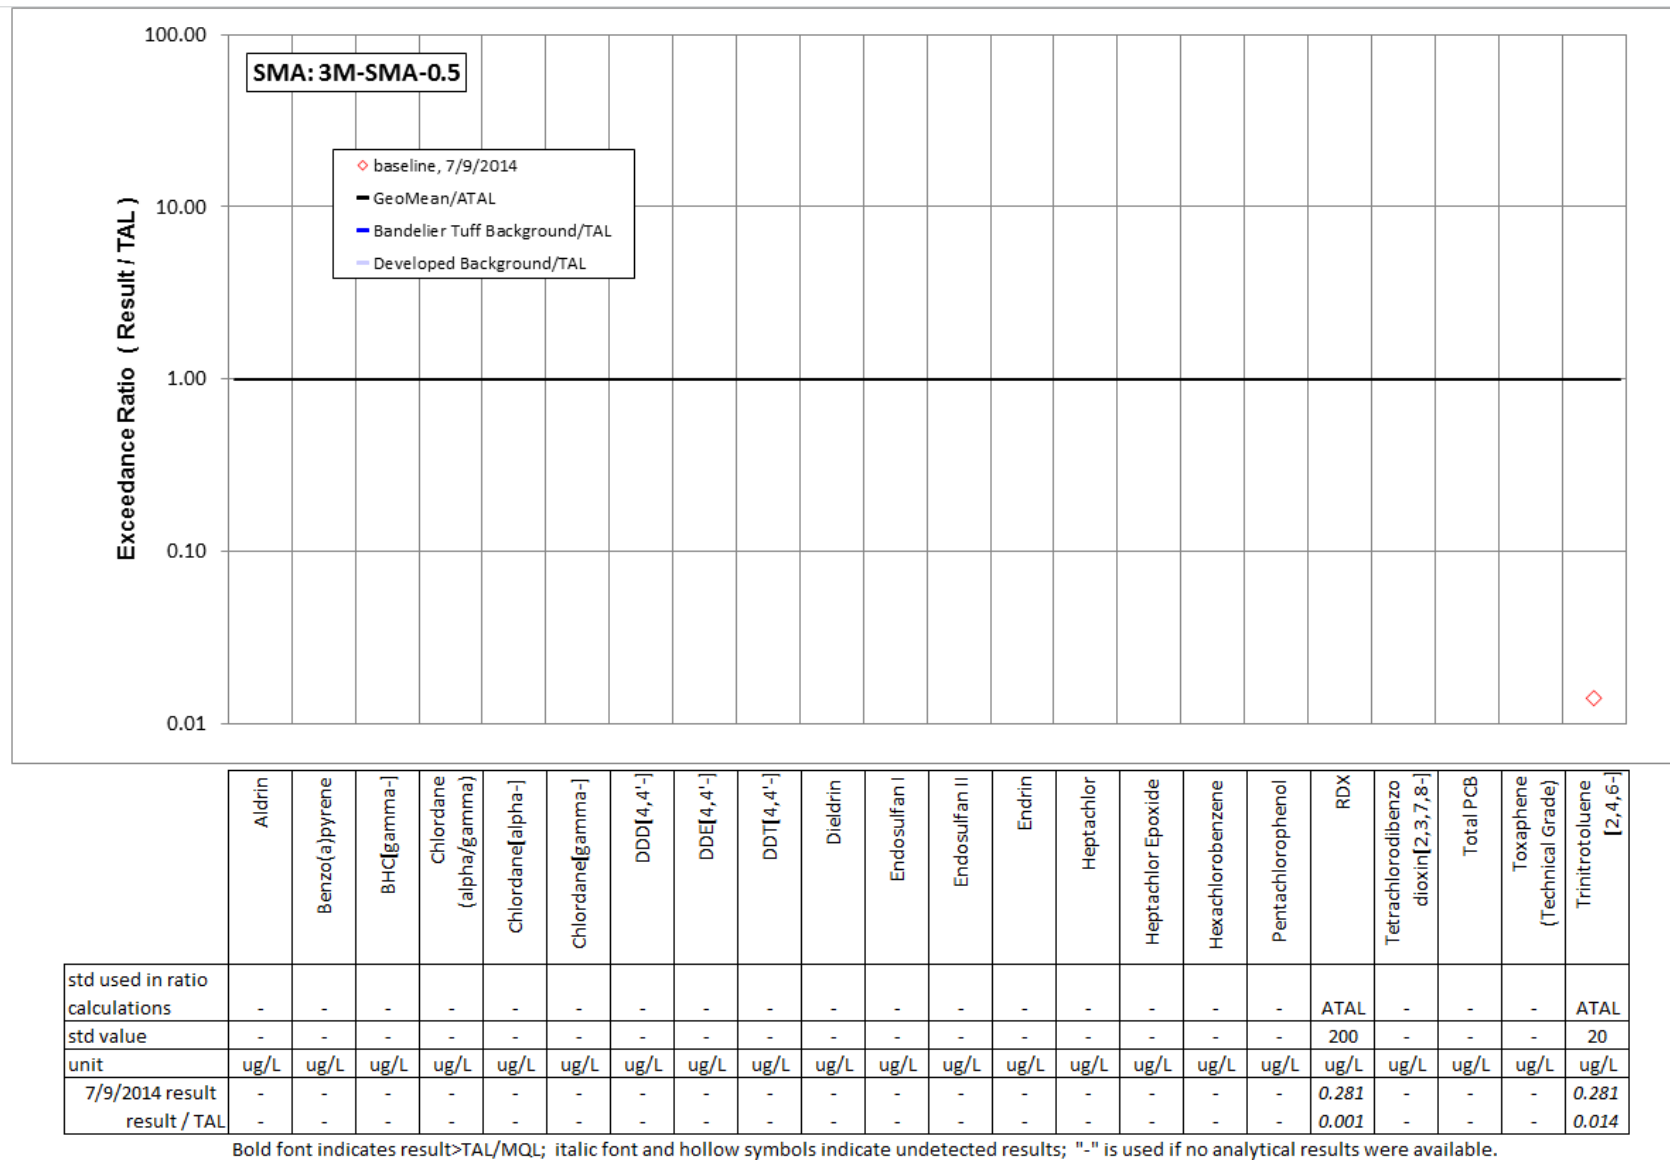 100.00
SMA: 3M-SMA-0.5
baseline, 7/9/2014
GeoMean/ATAL
Bandelier Tuff Background/TAL
Developed Background/TAL
10.00
1.00
0.10
0.01
Exceedance Ratio ( Result / TAL )
Aldrin
Benzo(a)pyrene
BHC[gamma-]
Chlordane
(alpha/gamma)
Chlordane[alpha-]
Chlordane[gamma-]
DDD[4,4'-]
DDE[4,4'-]
DDT[4,4'-]
Dieldrin
Endosulfan I
Endosulfan II
Endrin
Heptachlor
Heptachlor Epoxide
Hexachlorobenzene
Pentachlorophenol
RDX
Tetrachlorodibenzo
dioxin[2,3,7,8-]
Total PCB
Toxaphene
(Technical Grade)
Trinitrotoluene
[2,4,6-]
std used in ratio
calculations - - - - - - - - - - - - - - - - - ATAL - - - ATAL
std value - - - - - - - - - - - - - - - - - 200 - - - 20
unit ug/L ug/L ug/L ug/L ug/L ug/L ug/L ug/L ug/L ug/L ug/L ug/L ug/L ug/L ug/L ug/L ug/L ug/L ug/L ug/L ug/L ug/L
7/9/2014 result - - - - - - - - - - - - - - - - - 0.281 - - - 0.281
result / TAL - - - - - - - - - - - - - - - - - 0.001 - - - 0.014
Bold font indicates result>TAL/MQL; italic font and hollow symbols indicate undetected results; "-" is used if no analytical results were available.